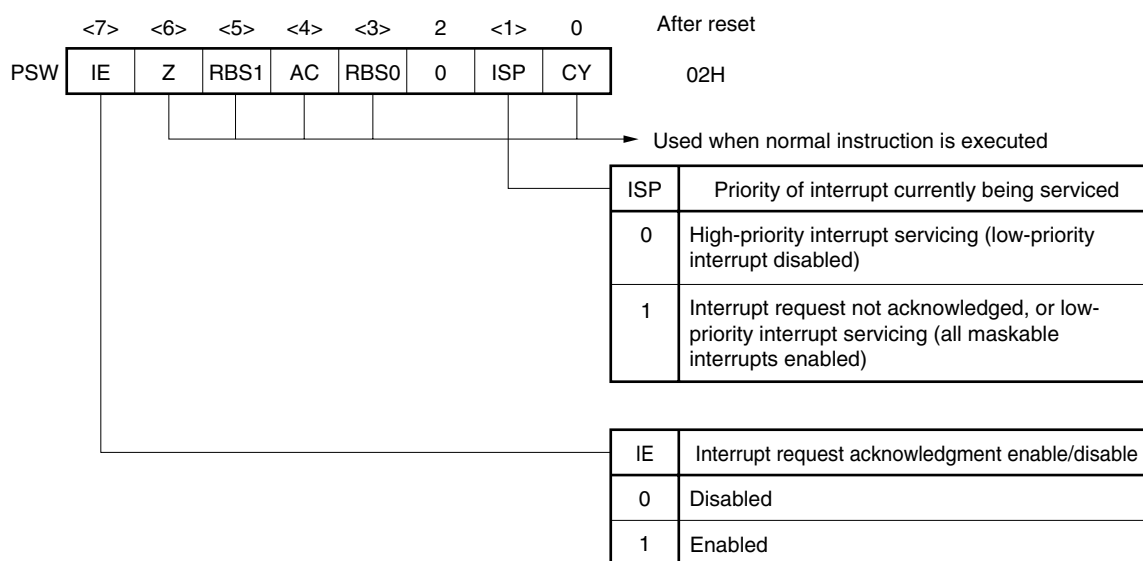 <7> <6> <5> <4> <3> 2 <1> 0 After reset
PSW IE Z RBS1 AC RBS0 0 ISP CY 02H
Used when normal instruction is executed
ISP Priority of interrupt currently being serviced
0 High-priority interrupt servicing (low-priority
interrupt disabled)
1 Interrupt request not acknowledged, or low-
priority interrupt servicing (all maskable
interrupts enabled)
IE Interrupt request acknowledgment enable/disable
0 Disabled
1 Enabled